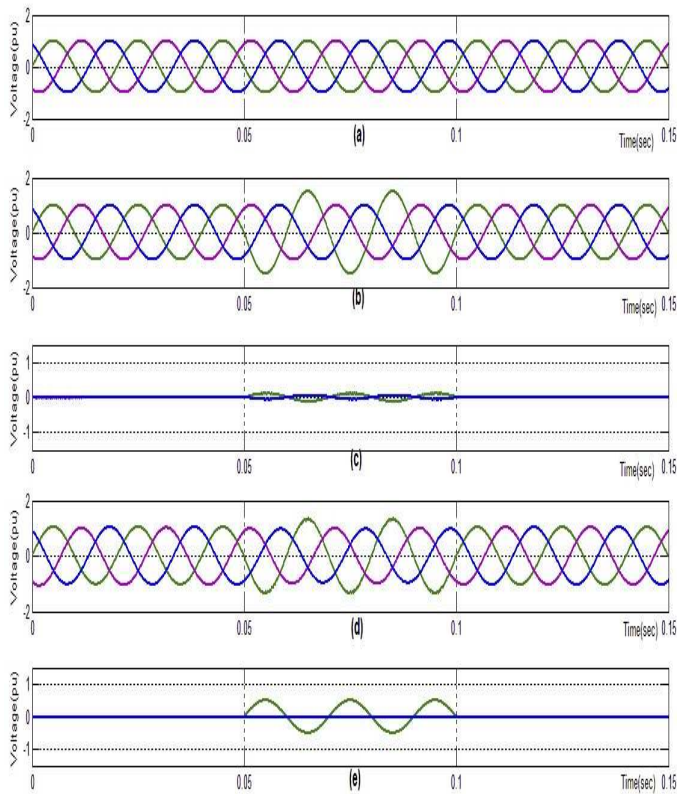 2
0
-2
Voltage(pu)
0 0.05 0.1 0.15
(a)
Time(sec)
2
0
-2
Voltage(pu)
0 0.05 0.1 0.15
(b)
Time(sec)
1
0
-1
Voltage(pu)
0 0.05 0.1 0.15
(c)
Time(sec)
2
0
-2
Voltage(pu)
0 0.05 0.1 0.15
(d)
Time(sec)
1
0
-1
Voltage(pu)
0 0.05 0.1 0.15
(e)
Time(sec)